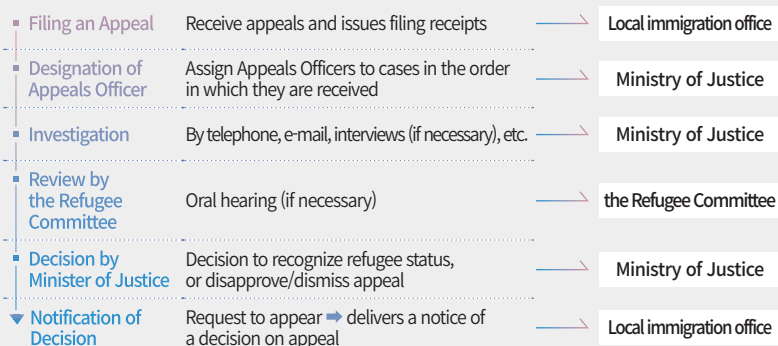 Filing an Appeal Receive appeals and issues filing receipts Local immigration office
Designation of
Appeals Officer
Assign Appeals Officers to cases in the order
in which they are received
Ministry of Justice
Investigation By telephone, e-mail, interviews (if necessary), etc. Ministry of Justice
Review by
the Refugee
Committee
Oral hearing (if necessary)
the Refugee Committee
Decision by
Minister of Justice
Decision to recognize refugee status,
or disapprove/dismiss appeal
Ministry of Justice
Notification of
Decision
Request to appear ➡ delivers a notice of
a decision on appeal
Local immigration office